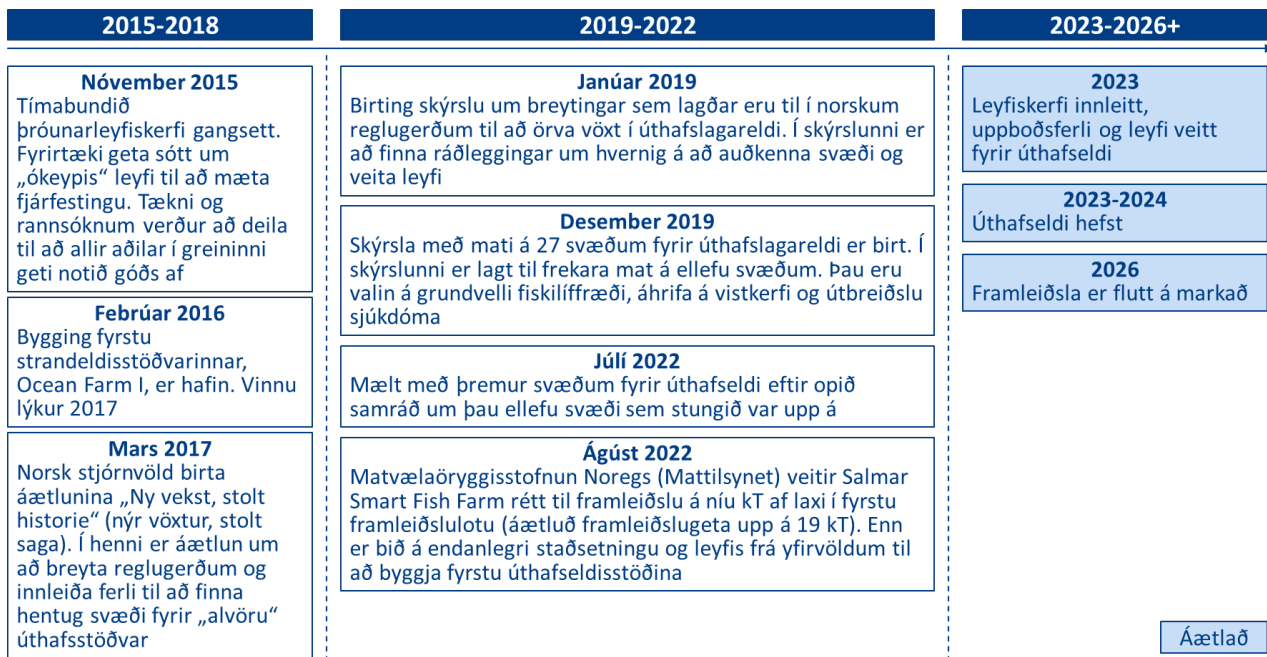 2015-2018
Nóvember 2015
Tímabundið
þróunarleyfiskerfi gangsett.
Fyrirtæki geta sótt um
„ókeypis“ leyfi til að mæta
fjárfestingu. Tækni og
rannsóknum verður að deila
til að allir aðilar í greininni
geti notið góðs af
Febrúar 2016
Bygging fyrstu
strandeldisstöðvarinnar,
Ocean Farm I, er hafin. Vinnu
lýkur 2017
Mars 2017
Norsk stjórnvöld birta
áætlunina „Ny vekst, stolt
historie“ (nýr vöxtur, stolt
saga). Í henni er áætlun um
að breyta reglugerðum og
innleiða ferli til að finna
hentug svæði fyrir „alvöru“
úthafsstöðvar
2019-2022
Janúar 2019
Birting skýrslu um breytingar sem lagðar eru til í norskum
reglugerðum til að örva vöxt í úthafslagareldi. Í skýrslunni er
að finna ráðleggingar um hvernig á að auðkenna svæði og
veita leyfi
Desember 2019
Skýrsla með mati á 27 svæðum fyrir úthafslagareldi er birt. Í
skýrslunni er lagt til frekara mat á ellefu svæðum. Þau eru
valin á grundvelli fiskilíffræði, áhrifa á vistkerfi og útbreiðslu
sjúkdóma
Júlí 2022
Mælt með þremur svæðum fyrir úthafseldi eftir opið
samráð um þau ellefu svæði sem stungið var upp á
Ágúst 2022
Matvælaöryggisstofnun Noregs (Mattilsynet) veitir Salmar
Smart Fish Farm rétt til framleiðslu á níu kT af laxi í fyrstu
framleiðslulotu (áætluð framleiðslugeta upp á 19 kT). Enn
er bið á endanlegri staðsetningu og leyfis frá yfirvöldum til
að byggja fyrstu úthafseldisstöðina
2023-2026+
2023
Leyfiskerfi innleitt,
uppboðsferli og leyfi veitt
fyrir úthafseldi
2023-2024
Úthafseldi hefst
2026
Framleiðsla er flutt á markað
Áætlað